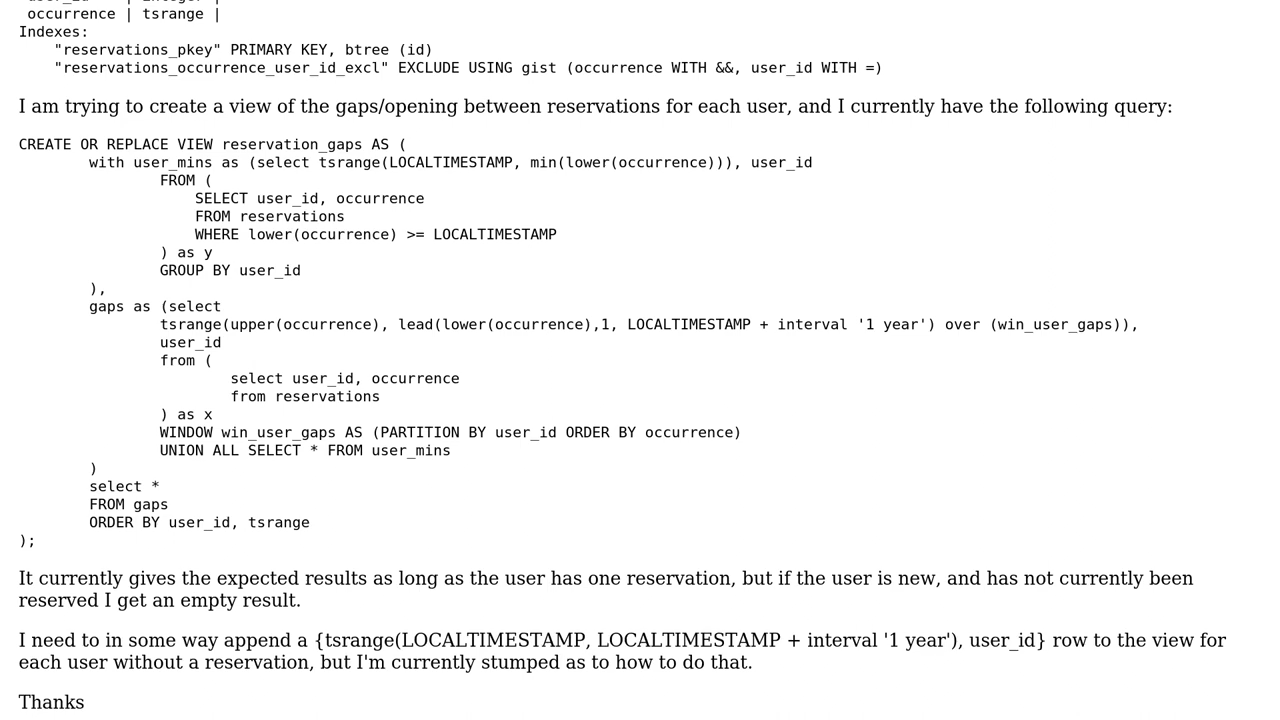 user_id    | integer |
 occurrence | tsrange |
Indexes:
    "reservations_pkey" PRIMARY KEY, btree (id)
    "reservations_occurrence_user_id_excl" EXCLUDE USING gist (occurrence WITH &&, user_id WITH =)
I am trying to create a view of the gaps/opening between reservations for each user, and I currently have the following query:
CREATE OR REPLACE VIEW reservation_gaps AS (
        with user_mins as (select tsrange(LOCALTIMESTAMP, min(lower(occurrence))), user_id
                FROM (
                    SELECT user_id, occurrence
                    FROM reservations
                    WHERE lower(occurrence) >= LOCALTIMESTAMP
                ) as y
                GROUP BY user_id
        ),
        gaps as (select
                tsrange(upper(occurrence), lead(lower(occurrence),1, LOCALTIMESTAMP + interval '1 year') over (win_user_gaps)),
                user_id
                from (
                        select user_id, occurrence
                        from reservations
                ) as x
                WINDOW win_user_gaps AS (PARTITION BY user_id ORDER BY occurrence)
                UNION ALL SELECT * FROM user_mins
        )
        select *
        FROM gaps
        ORDER BY user_id, tsrange
);
It currently gives the expected results as long as the user has one reservation, but if the user is new, and has not currently been
reserved I get an empty result.
I need to in some way append a {tsrange(LOCALTIMESTAMP, LOCALTIMESTAMP + interval '1 year'), user_id} row to the view for
each user without a reservation, but I'm currently stumped as to how to do that.
Thanks